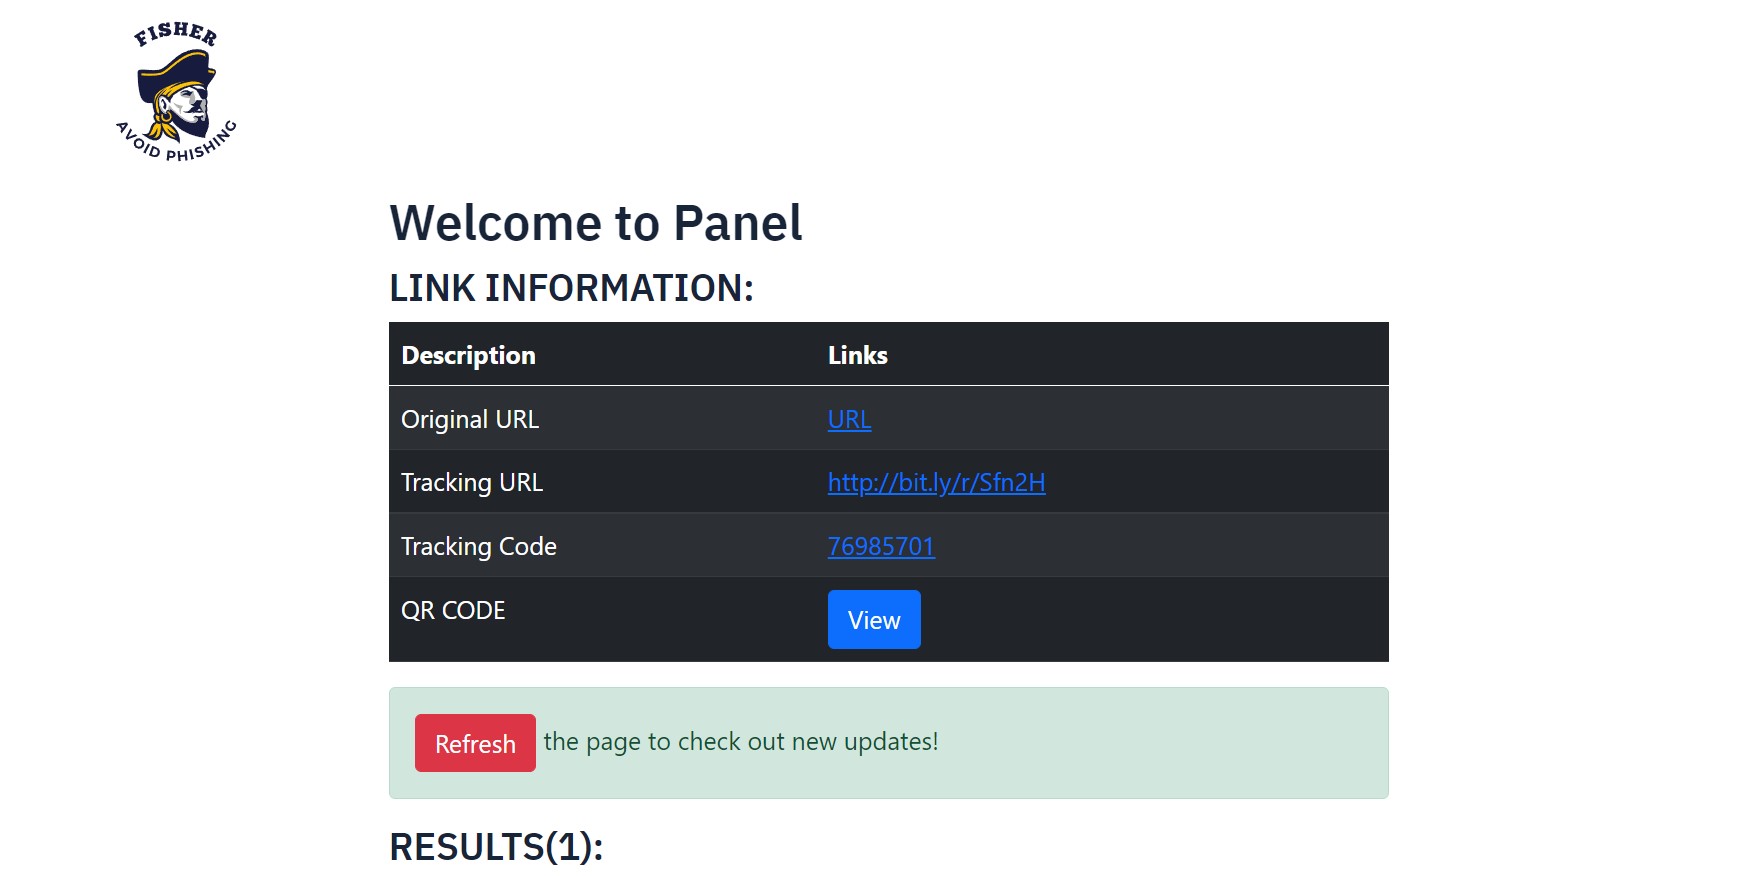 FISHER
AVOID PHISHING
Welcome to Panel
LINK INFORMATION:
Description Links
Original URL URL
Tracking URL http://bit.ly/r/Sfn2H
Tracking Code 76985701
QR CODE View
Refresh the page to check out new updates!
RESULTS(1):